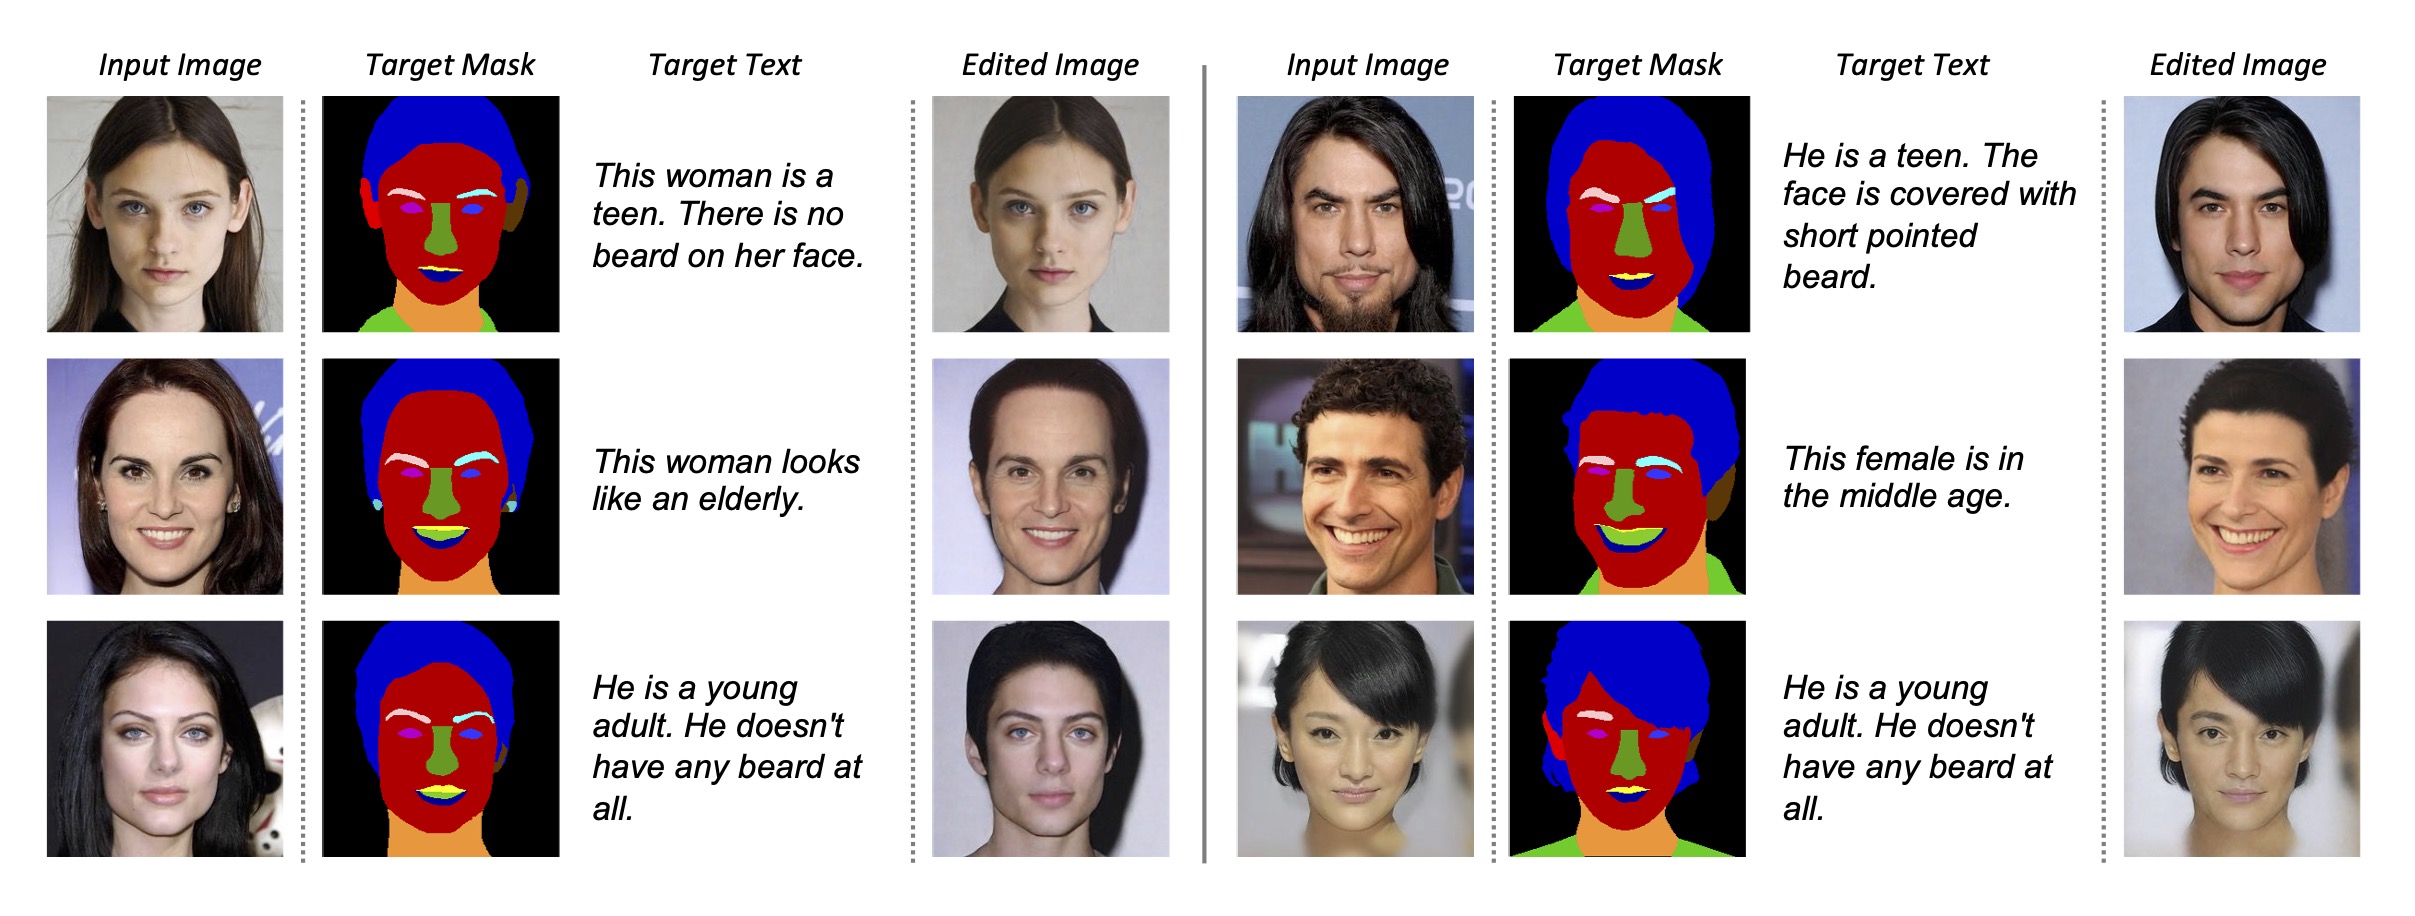 Input Image
Target Mask
Target Text
Edited Image
Input Image
Target Mask
Target Text
Edited Image
This woman is a
teen. There is no
beard on her face.
He is a teen. The
face is covered with
short pointed
beard.
This woman looks
like an elderly.
This female is in
the middle age.
He is a young
adult. He doesn't
have any beard at
all.
He is a young
adult. He doesn't
have any beard at
all.